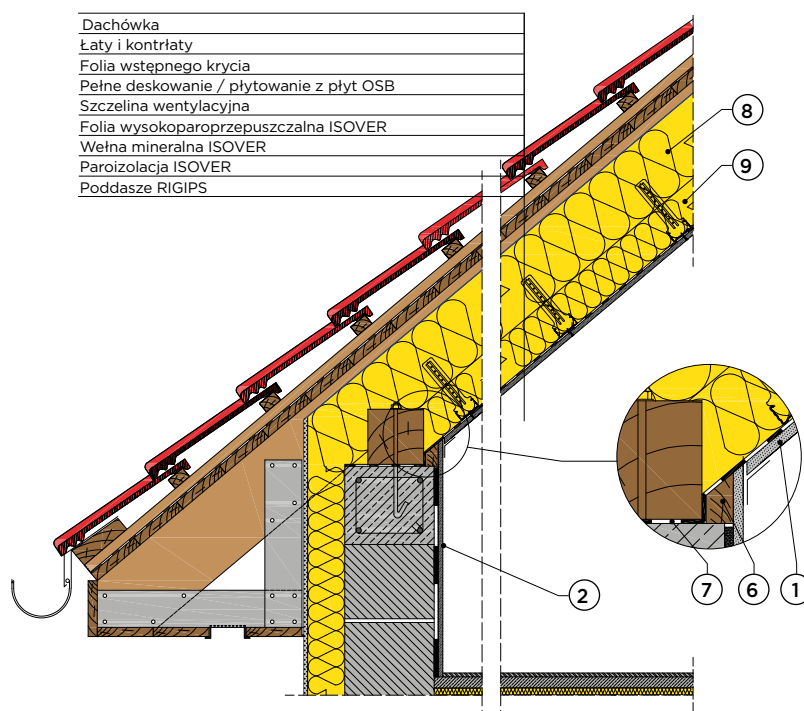 Dachówka
Łaty i kontrłaty
Folia wstępnego krycia
Pełne deskowanie / płytowanie z płyt OSB
Szczelina wentylacyjna
Folia wysokoparoprzepuszczalna ISOVER
Wełna mineralna ISOVER
Paroizolacja ISOVER
Poddasze RIGIPS
8
9
2
7
6
1